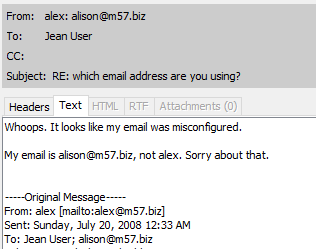 From: alex: alison@m57.biz
To: Jean User
CC:
Subject: RE: which email address are you using?
Headers Text HTML RTF Attachments (0)
Whoops. It looks like my email was misconfigured.
My email is alison@m57.biz, not alex. Sorry about that.
-----Original Message-----
From: alex [mailto:alex@m57.biz]
Sent: Sunday, July 20, 2008 12:33 AM
To: Jean User; alison@m57.biz